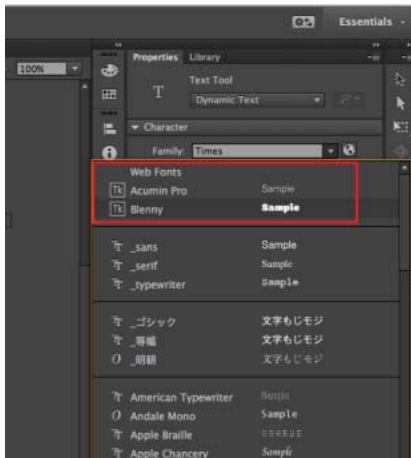 Essentials
Properties Library
100%
Text Tool
T
Dynamic Text
Character
Family: Times
Web Fonts
Tk Acumin Pro Sample
Tk Blenny Sample
_sans Sample
_serif Sample
_typewriter Sample
_ゴシック 文字もじモジ
_等幅 文字もじモジ
_明朝 文字もじモジ
American Typewriter Sample
Andale Mono Sample
Apple Braille
Apple Chancery Sample